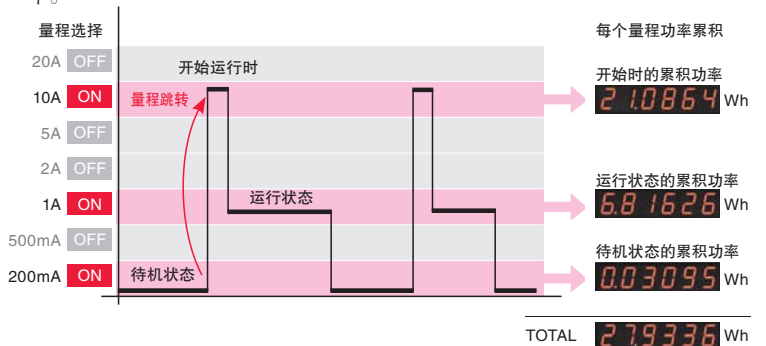 量程选择
每个量程功率累积
20A OFF
开始运行时
开始时的累积功率
10A ON
量程跳转
21.0864 Wh
5A OFF
2A OFF
运行状态的累积功率
1A ON
运行状态
6.81626 Wh
500mA OFF
待机状态的累积功率
200mA ON
待机状态
0.03095 Wh
TOTAL 27.9336 Wh